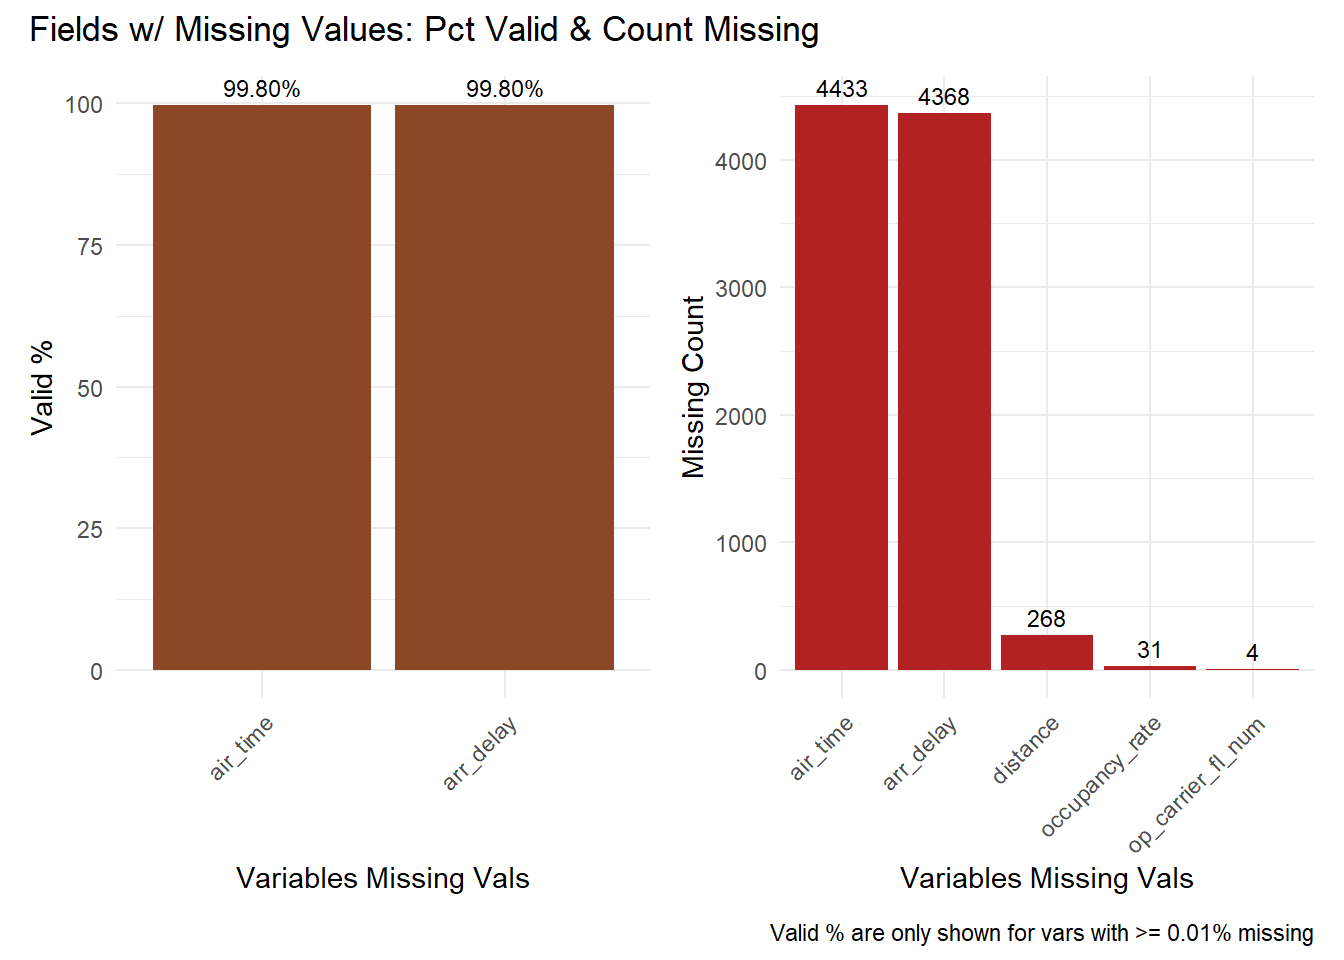 Fields w/ Missing Values: Pct Valid & Count Missing
99.80%
99.80%
100
75
50
25
0
Valid %
air_time
arr_delay
Variables Missing Vals
4433
4368
268
31
4
4000
3000
2000
1000
0
Missing Count
air_time
arr_delay
distance
occupancy_rate
op_carrier_fl_num
Variables Missing Vals
Valid % are only shown for vars with >= 0.01% missing